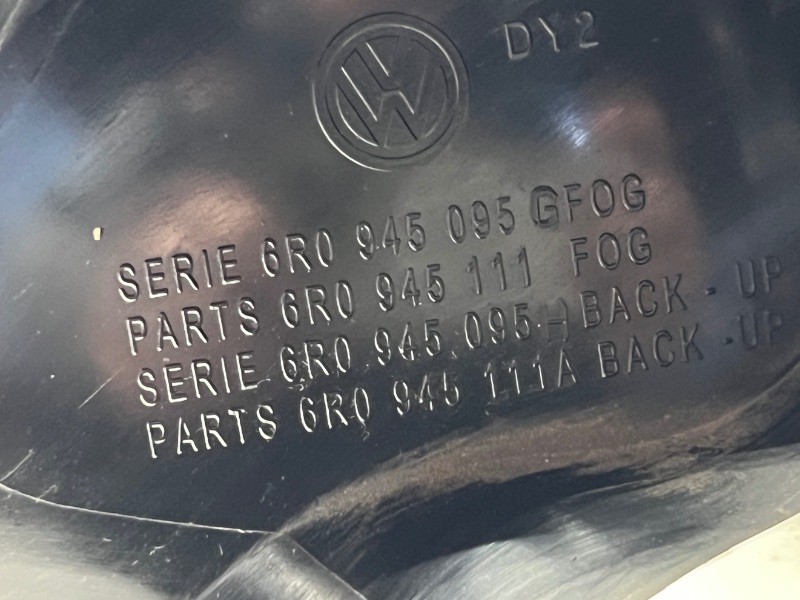 DY2
SERIE 6R0 945 095 GFOG
PARTS 6R0 945 111 FOG
SERIE 6R0 945 095 H BACK - UP
PARTS 6R0 945 111A BACK -UP